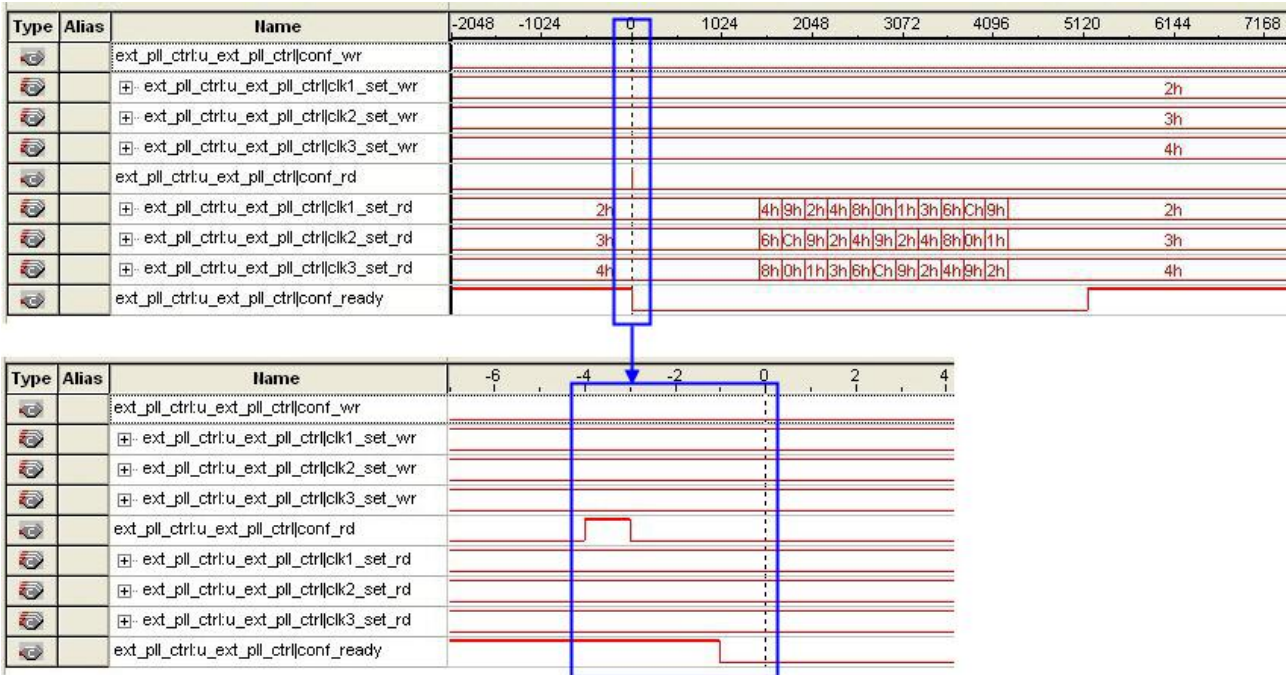 Type Alias Name -2048 -1024 0 1024 2048 3072 4096 5120 6144 7168
ext_pll_ctrl:u_ext_pll_ctrl|conf_wr
ext_pll_ctrl:u_ext_pll_ctrl|clk1_set_wr 2h
ext_pll_ctrl:u_ext_pll_ctrl|clk2_set_wr 3h
ext_pll_ctrl:u_ext_pll_ctrl|clk3_set_wr 4h
ext_pll_ctrl:u_ext_pll_ctrl|conf_rd
ext_pll_ctrl:u_ext_pll_ctrl|clk1_set_rd 2h 4h 9h 2h 4h 8h 0h 1h 3h 6h Ch 9h 2h
ext_pll_ctrl:u_ext_pll_ctrl|clk2_set_rd 3h 6h Ch 9h 2h 4h 9h 2h 4h 8h 0h 1h 3h
ext_pll_ctrl:u_ext_pll_ctrl|clk3_set_rd 4h 8h 0h 1h 3h 6h Ch 9h 2h 4h 9h 2h 4h
ext_pll_ctrl:u_ext_pll_ctrl|conf_ready
Type Alias Name -6 -4 -2 0 2 4
ext_pll_ctrl:u_ext_pll_ctrl|conf_wr
ext_pll_ctrl:u_ext_pll_ctrl|clk1_set_wr
ext_pll_ctrl:u_ext_pll_ctrl|clk2_set_wr
ext_pll_ctrl:u_ext_pll_ctrl|clk3_set_wr
ext_pll_ctrl:u_ext_pll_ctrl|conf_rd
ext_pll_ctrl:u_ext_pll_ctrl|clk1_set_rd
ext_pll_ctrl:u_ext_pll_ctrl|clk2_set_rd
ext_pll_ctrl:u_ext_pll_ctrl|clk3_set_rd
ext_pll_ctrl:u_ext_pll_ctrl|conf_ready